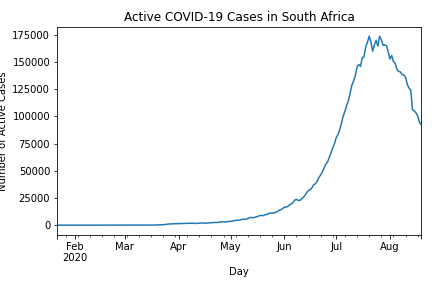 Active COVID-19 Cases in South Africa
175000
150000
125000
100000
75000
50000
25000
0
Number of Active Cases
Feb Mar Apr May Jun Jul Aug
2020
Day